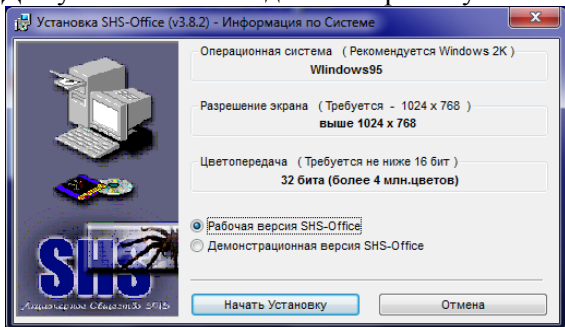 Установка SHS-Office (v3.8.2) - Информация по Системе
Операционная система ( Рекомендуется Windows 2K )
Wlindows95
Разрешение экрана ( Требуется - 1024 x 768 )
выше 1024 x 768
Цветопередача ( Требуется не ниже 16 бит )
32 бита (более 4 млн.цветов)
Рабочая версия SHS-Office
Демонстрационная версия SHS-Office
SHS
Акционерное Общество
Начать Установку
Отмена